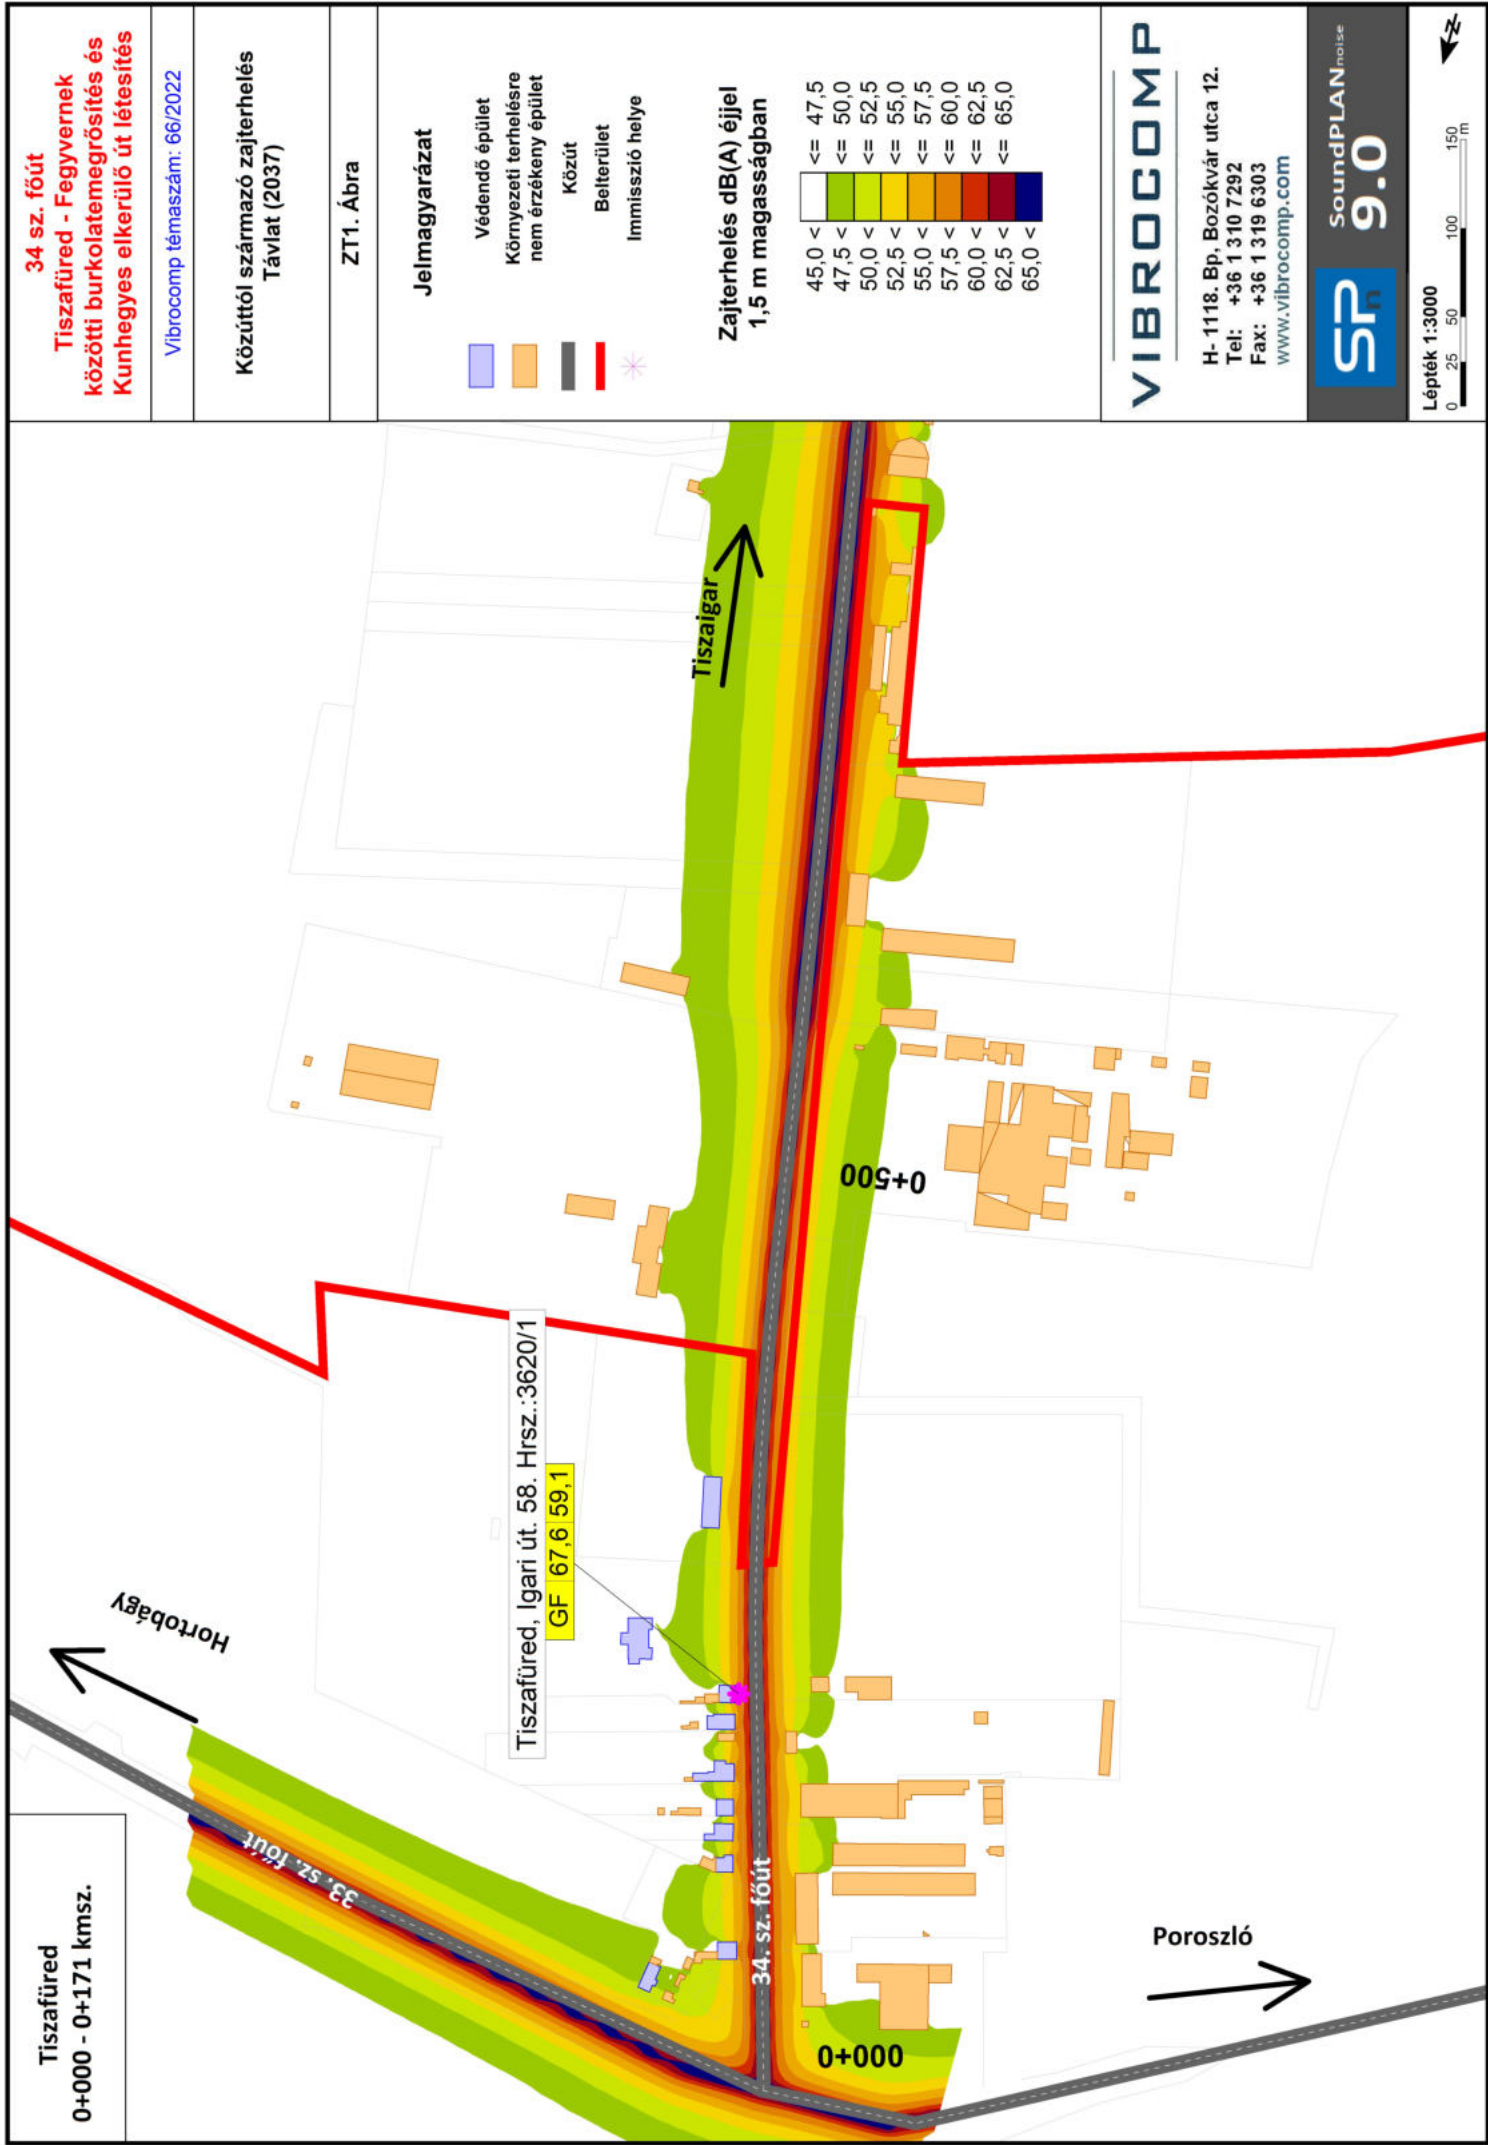 Tiszafüred
0+000 - 0+171 kmsz.
Hortobágy
33. sz. főút
34. sz. főút
0+000
Poroszló
Tiszafüred, Igari út. 58. Hrsz.:3620/1
GF 67,6 59,1
0+500
Tiszaigar
34 sz. főút
Tiszafüred - Fegyvernek
közötti burkolatemegrősítés és
Kunhegyes elkerülő út létesítés
Vibrocomp témaszám: 66/2022
Közúttól származó zajterhelés
Távlat (2037)
ZT1. Ábra
Jelmagyarázat
Védendő épület
Környezeti terhelésre
nem érzékeny épület
Közút
Belterület
Immisszió helye
Zajterhelés dB(A) éjjel
1,5 m magasságban
45,0 < <= 47,5
47,5 < <= 50,0
50,0 < <= 52,5
52,5 < <= 55,0
55,0 < <= 57,5
57,5 < <= 60,0
60,0 < <= 62,5
62,5 < <= 65,0
65,0 <
VIBROCOMP
H- 1118. Bp, Bozókvár utca 12.
Tel: +36 1 310 7292
Fax: +36 1 319 6303
www.vibrocomp.com
SPn
SoundPLANnoise
9.0
Lépték 1:3000
0 25 50 100 150
m
N